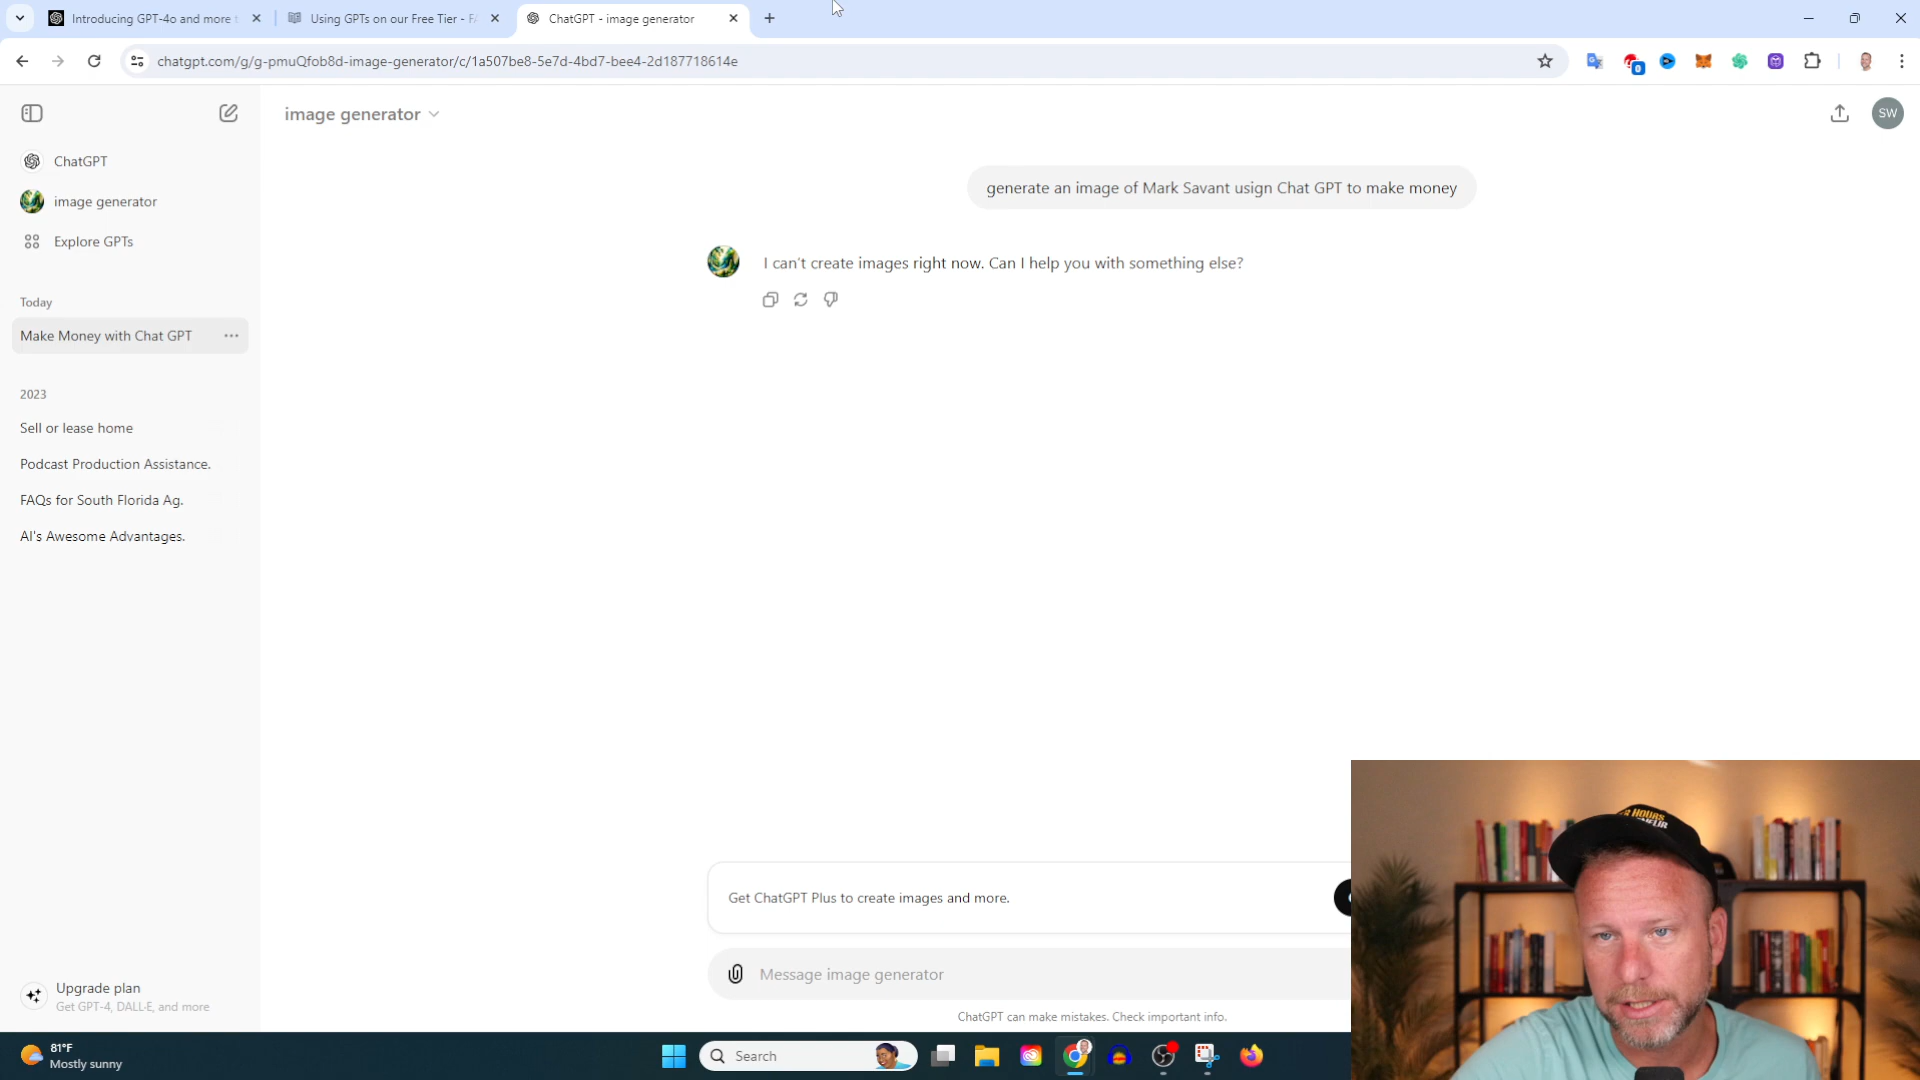 Introducing GPT-4o and more
Using GPTs on our Free Tier - FA
ChatGPT - image generator
chatgpt.com/g/g-pmuQfob8d-image-generator/c/1a507be8-5e7d-4bd7-bee4-2d187718614e
0
image generator
SW
ChatGPT
image generator
Explore GPTs
Today
Make Money with Chat GPT
2023
Sell or lease home
Podcast Production Assistance.
FAQs for South Florida Ag.
AI's Awesome Advantages.
generate an image of Mark Savant usign Chat GPT to make money
I can't create images right now. Can I help you with something else?
Get ChatGPT Plus to create images and more.
Message image generator
ChatGPT can make mistakes. Check important info.
Upgrade plan
Get GPT-4, DALL·E, and more
81°F
Mostly sunny
Search
HOURS